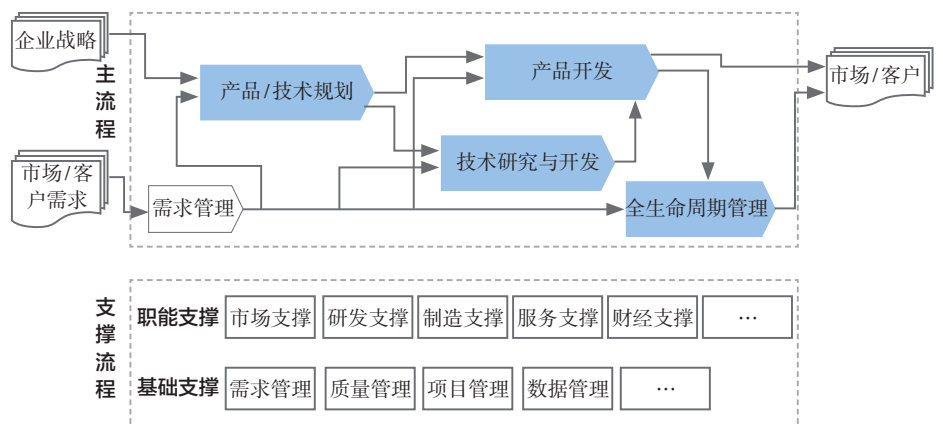 企业战略
主
流
程
产品/技术规划
产品开发
市场/客户
技术研究与开发
市场/客
户需求
需求管理
全生命周期管理
支
撑
流
程
职能支撑
市场支撑
研发支撑
制造支撑
服务支撑
财经支撑
…
基础支撑
需求管理
质量管理
项目管理
数据管理
…